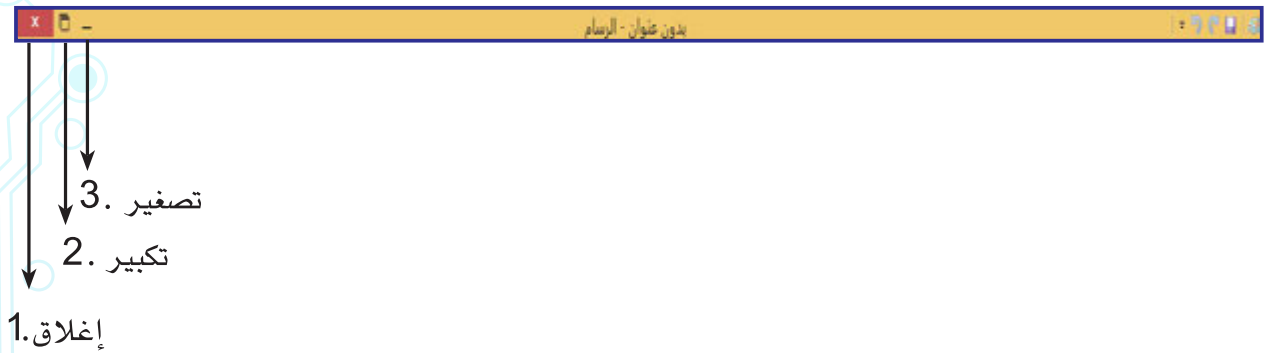 بدون عنوان - الرسام
3. تصغير
2. تكبير
1. إغلاق